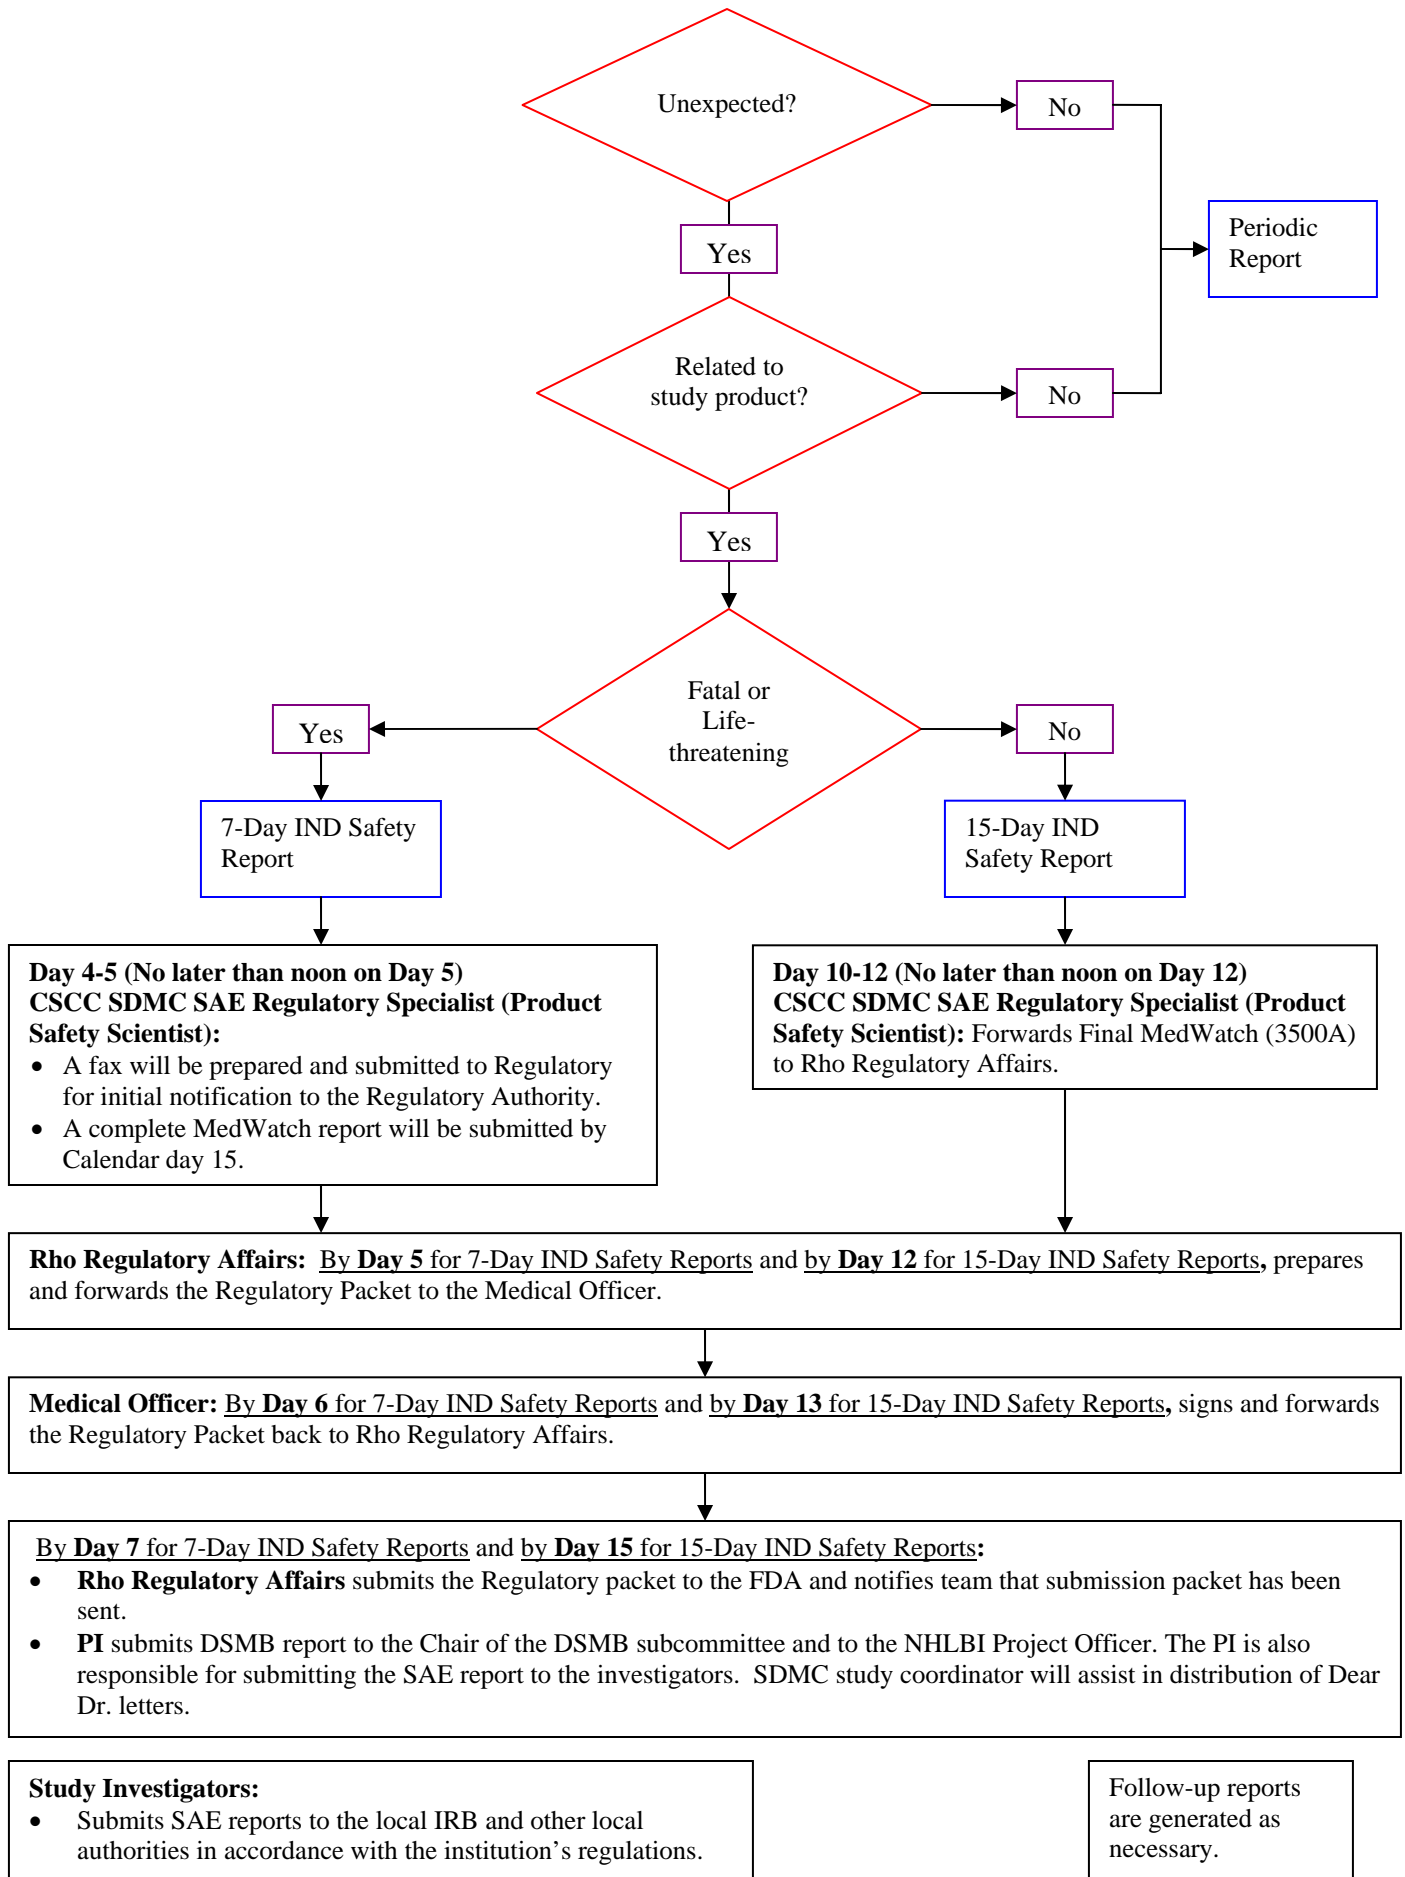 Unexpected?
No
Yes
Periodic
Report
Related to
study product?
No
Yes
Fatal or
Life-
threatening
Yes
No
7-Day IND Safety
Report
15-Day IND
Safety Report
Day 4-5 (No later than noon on Day 5)
CSCC SDMC SAE Regulatory Specialist (Product
Safety Scientist):
• A fax will be prepared and submitted to Regulatory
for initial notification to the Regulatory Authority.
• A complete MedWatch report will be submitted by
Calendar day 15.
Day 10-12 (No later than noon on Day 12)
CSCC SDMC SAE Regulatory Specialist (Product
Safety Scientist): Forwards Final MedWatch (3500A)
to Rho Regulatory Affairs.
Rho Regulatory Affairs: By Day 5 for 7-Day IND Safety Reports and by Day 12 for 15-Day IND Safety Reports, prepares
and forwards the Regulatory Packet to the Medical Officer.
Medical Officer: By Day 6 for 7-Day IND Safety Reports and by Day 13 for 15-Day IND Safety Reports, signs and forwards
the Regulatory Packet back to Rho Regulatory Affairs.
By Day 7 for 7-Day IND Safety Reports and by Day 15 for 15-Day IND Safety Reports:
• Rho Regulatory Affairs submits the Regulatory packet to the FDA and notifies team that submission packet has been
sent.
• PI submits DSMB report to the Chair of the DSMB subcommittee and to the NHLBI Project Officer. The PI is also
responsible for submitting the SAE report to the investigators. SDMC study coordinator will assist in distribution of Dear
Dr. letters.
Study Investigators:
• Submits SAE reports to the local IRB and other local
authorities in accordance with the institution's regulations.
Follow-up reports
are generated as
necessary.